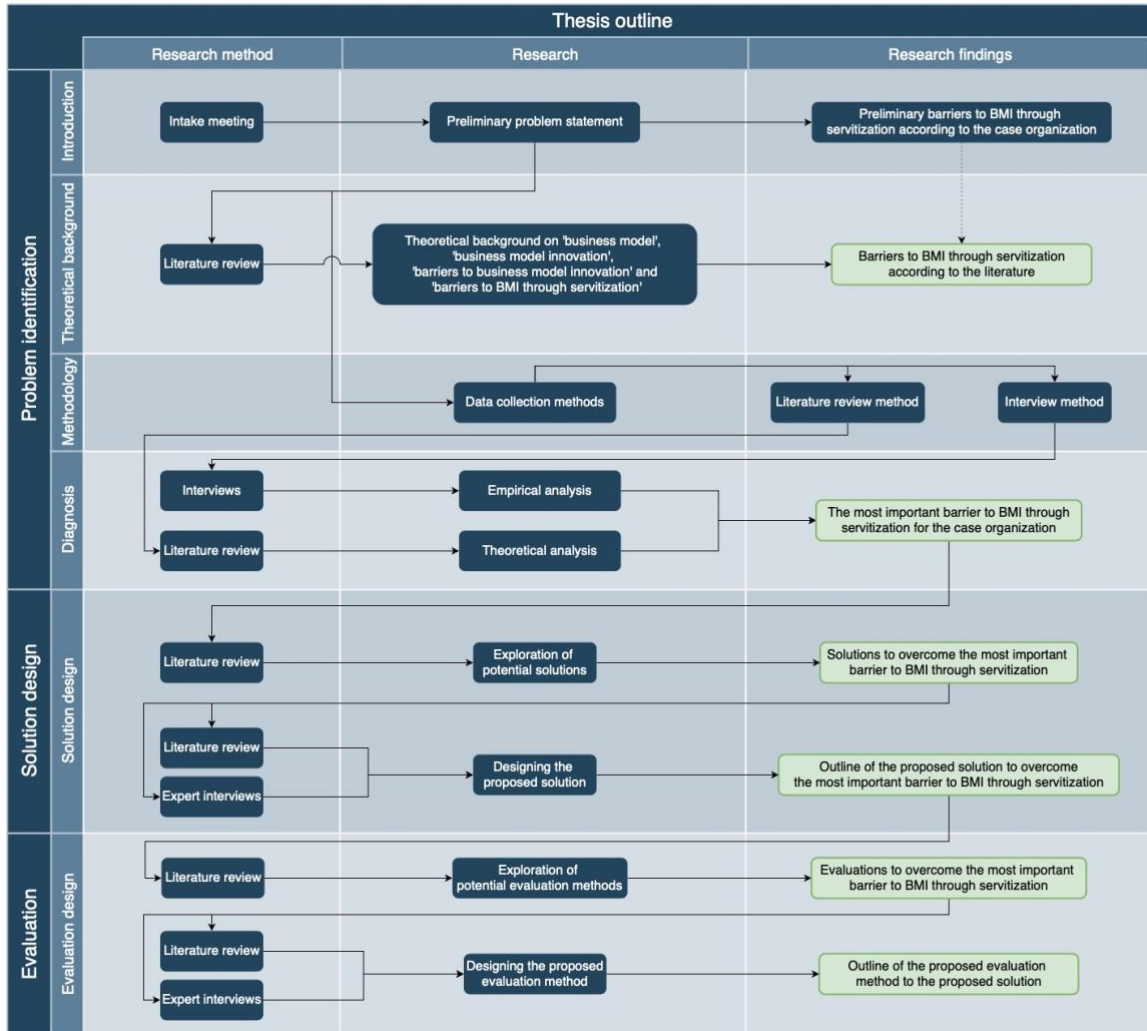 Thesis outline
Research method
Research
Research findings
Problem identification
Introduction
Intake meeting
Preliminary problem statement
Preliminary barriers to BMI through
servitization according to the case organization
Theoretical background
Literature review
Theoretical background on 'business model',
'business model innovation',
'barriers to business model innovation' and
'barriers to BMI through servitization'
Barriers to BMI through servitization
according to the literature
Methodology
Data collection methods
Literature review method
Interview method
Diagnosis
Interviews
Empirical analysis
Literature review
Theoretical analysis
The most important barrier to BMI through
servitization for the case organization
Solution design
Solution design
Literature review
Exploration of
potential solutions
Solutions to overcome the most important
barrier to BMI through servitization
Literature review
Expert interviews
Designing the
proposed solution
Outline of the proposed solution to overcome
the most important barrier to BMI through servitization
Evaluation
Evaluation design
Literature review
Exploration of
potential evaluation methods
Evaluations to overcome the most important
barrier to BMI through servitization
Literature review
Expert interviews
Designing the proposed
evaluation method
Outline of the proposed evaluation
method to the proposed solution